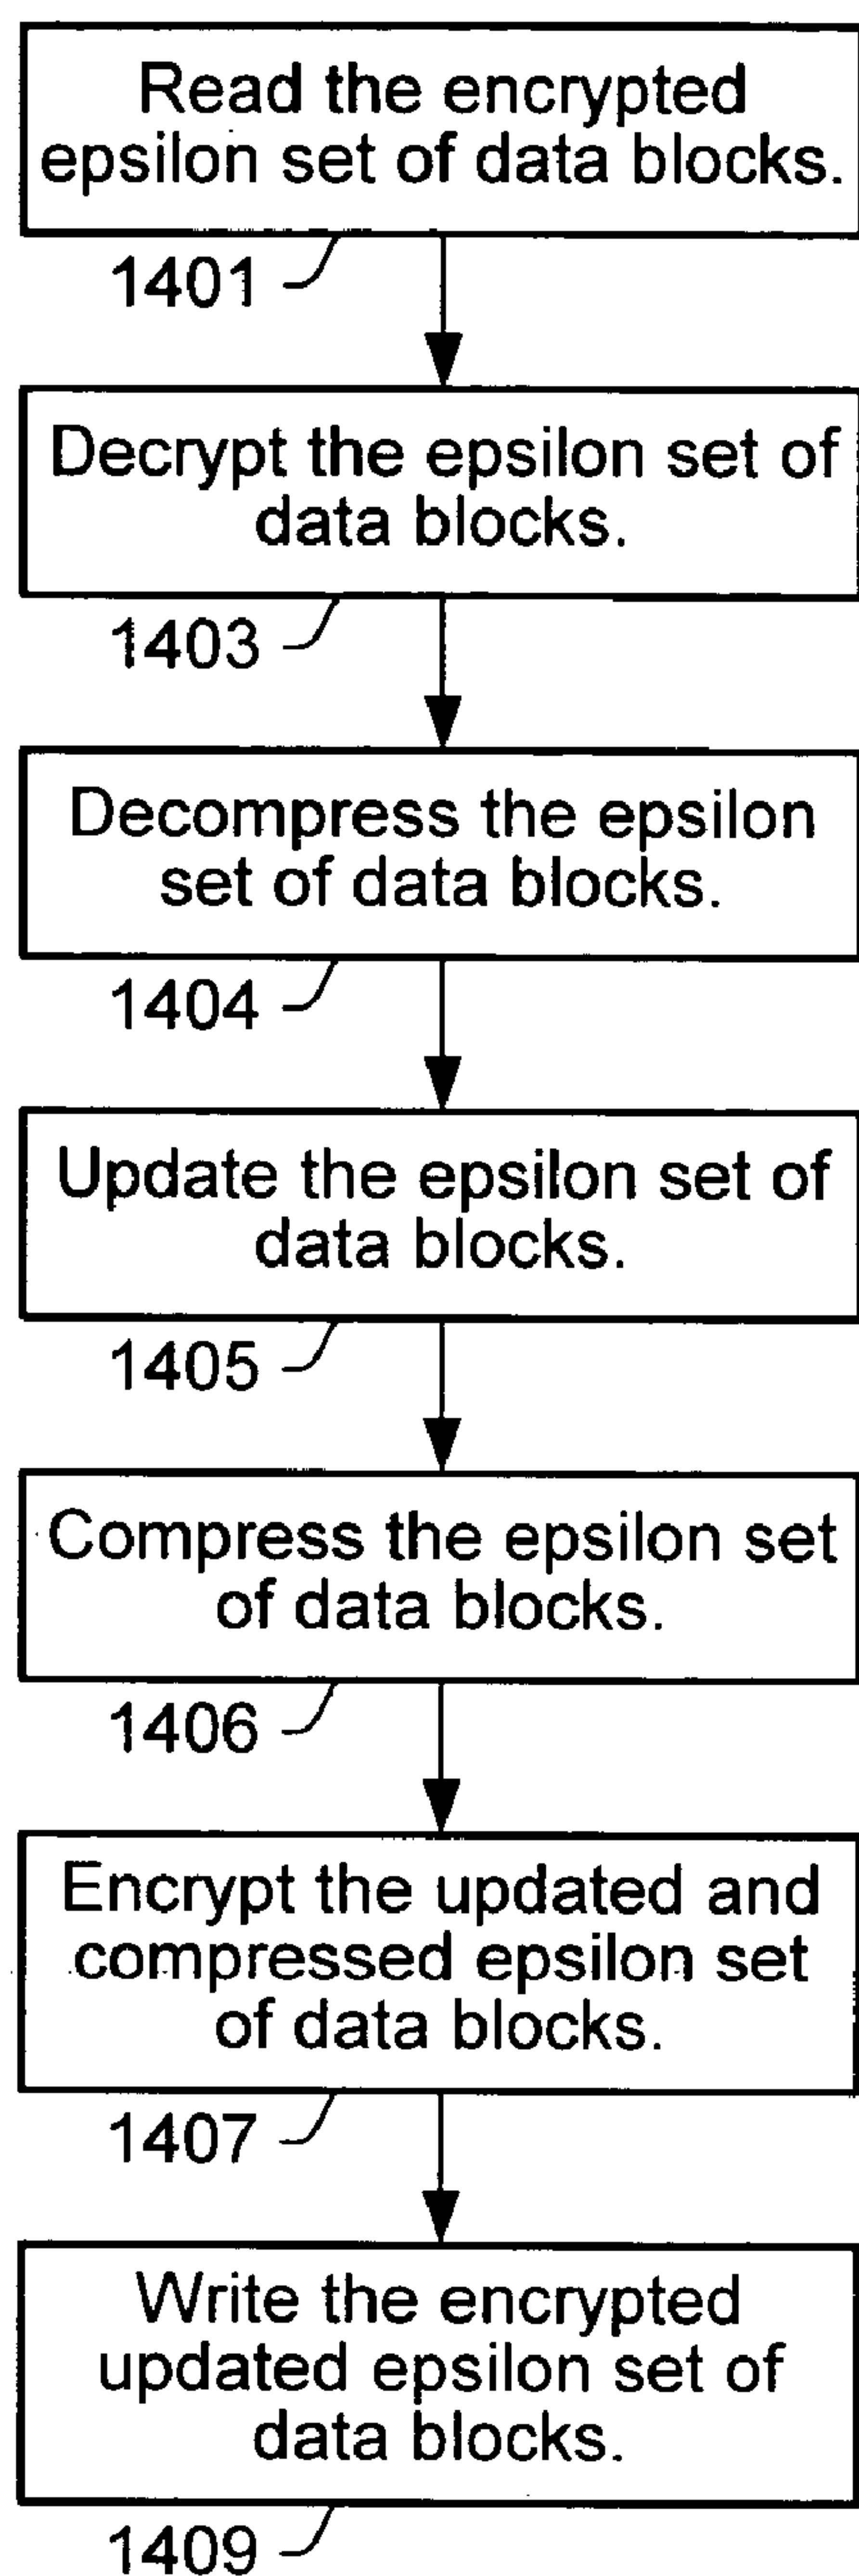 Read the encrypted
epsilon set of data blocks.
1401
Decrypt the epsilon set of
data blocks.
1403
Decompress the epsilon
set of data blocks.
1404
Update the epsilon set of
data blocks.
1405
Compress the epsilon set
of data blocks.
1406
Encrypt the updated and
compressed epsilon set
of data blocks.
1407
Write the encrypted
updated epsilon set of
data blocks.
1409